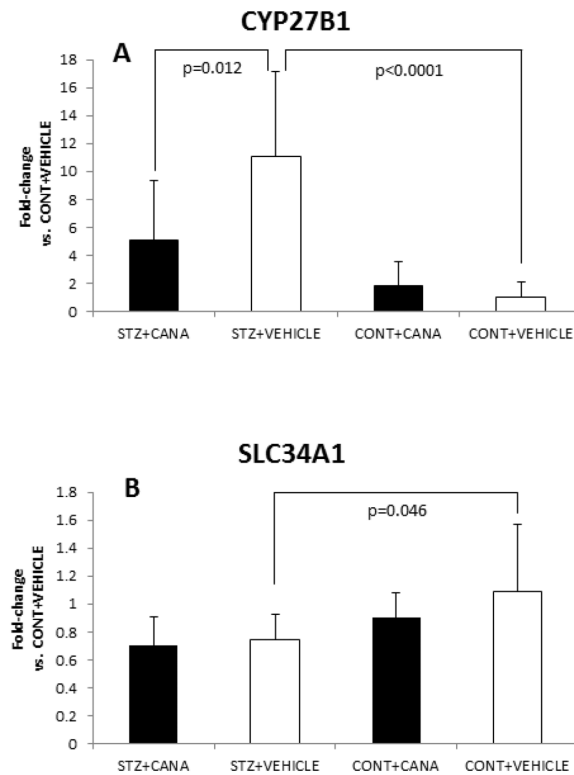 CYP27B1
A
p=0.012
p<0.0001
Fold-change
vs. CONT+VEHICLE
18
16
14
12
10
8
6
4
2
0
STZ+CANA STZ+VEHICLE CONT+CANA CONT+VEHICLE
SLC34A1
B
p=0.046
Fold-change
vs. CONT+VEHICLE
1.8
1.6
1.4
1.2
1
0.8
0.6
0.4
0.2
0
STZ+CANA STZ+VEHICLE CONT+CANA CONT+VEHICLE